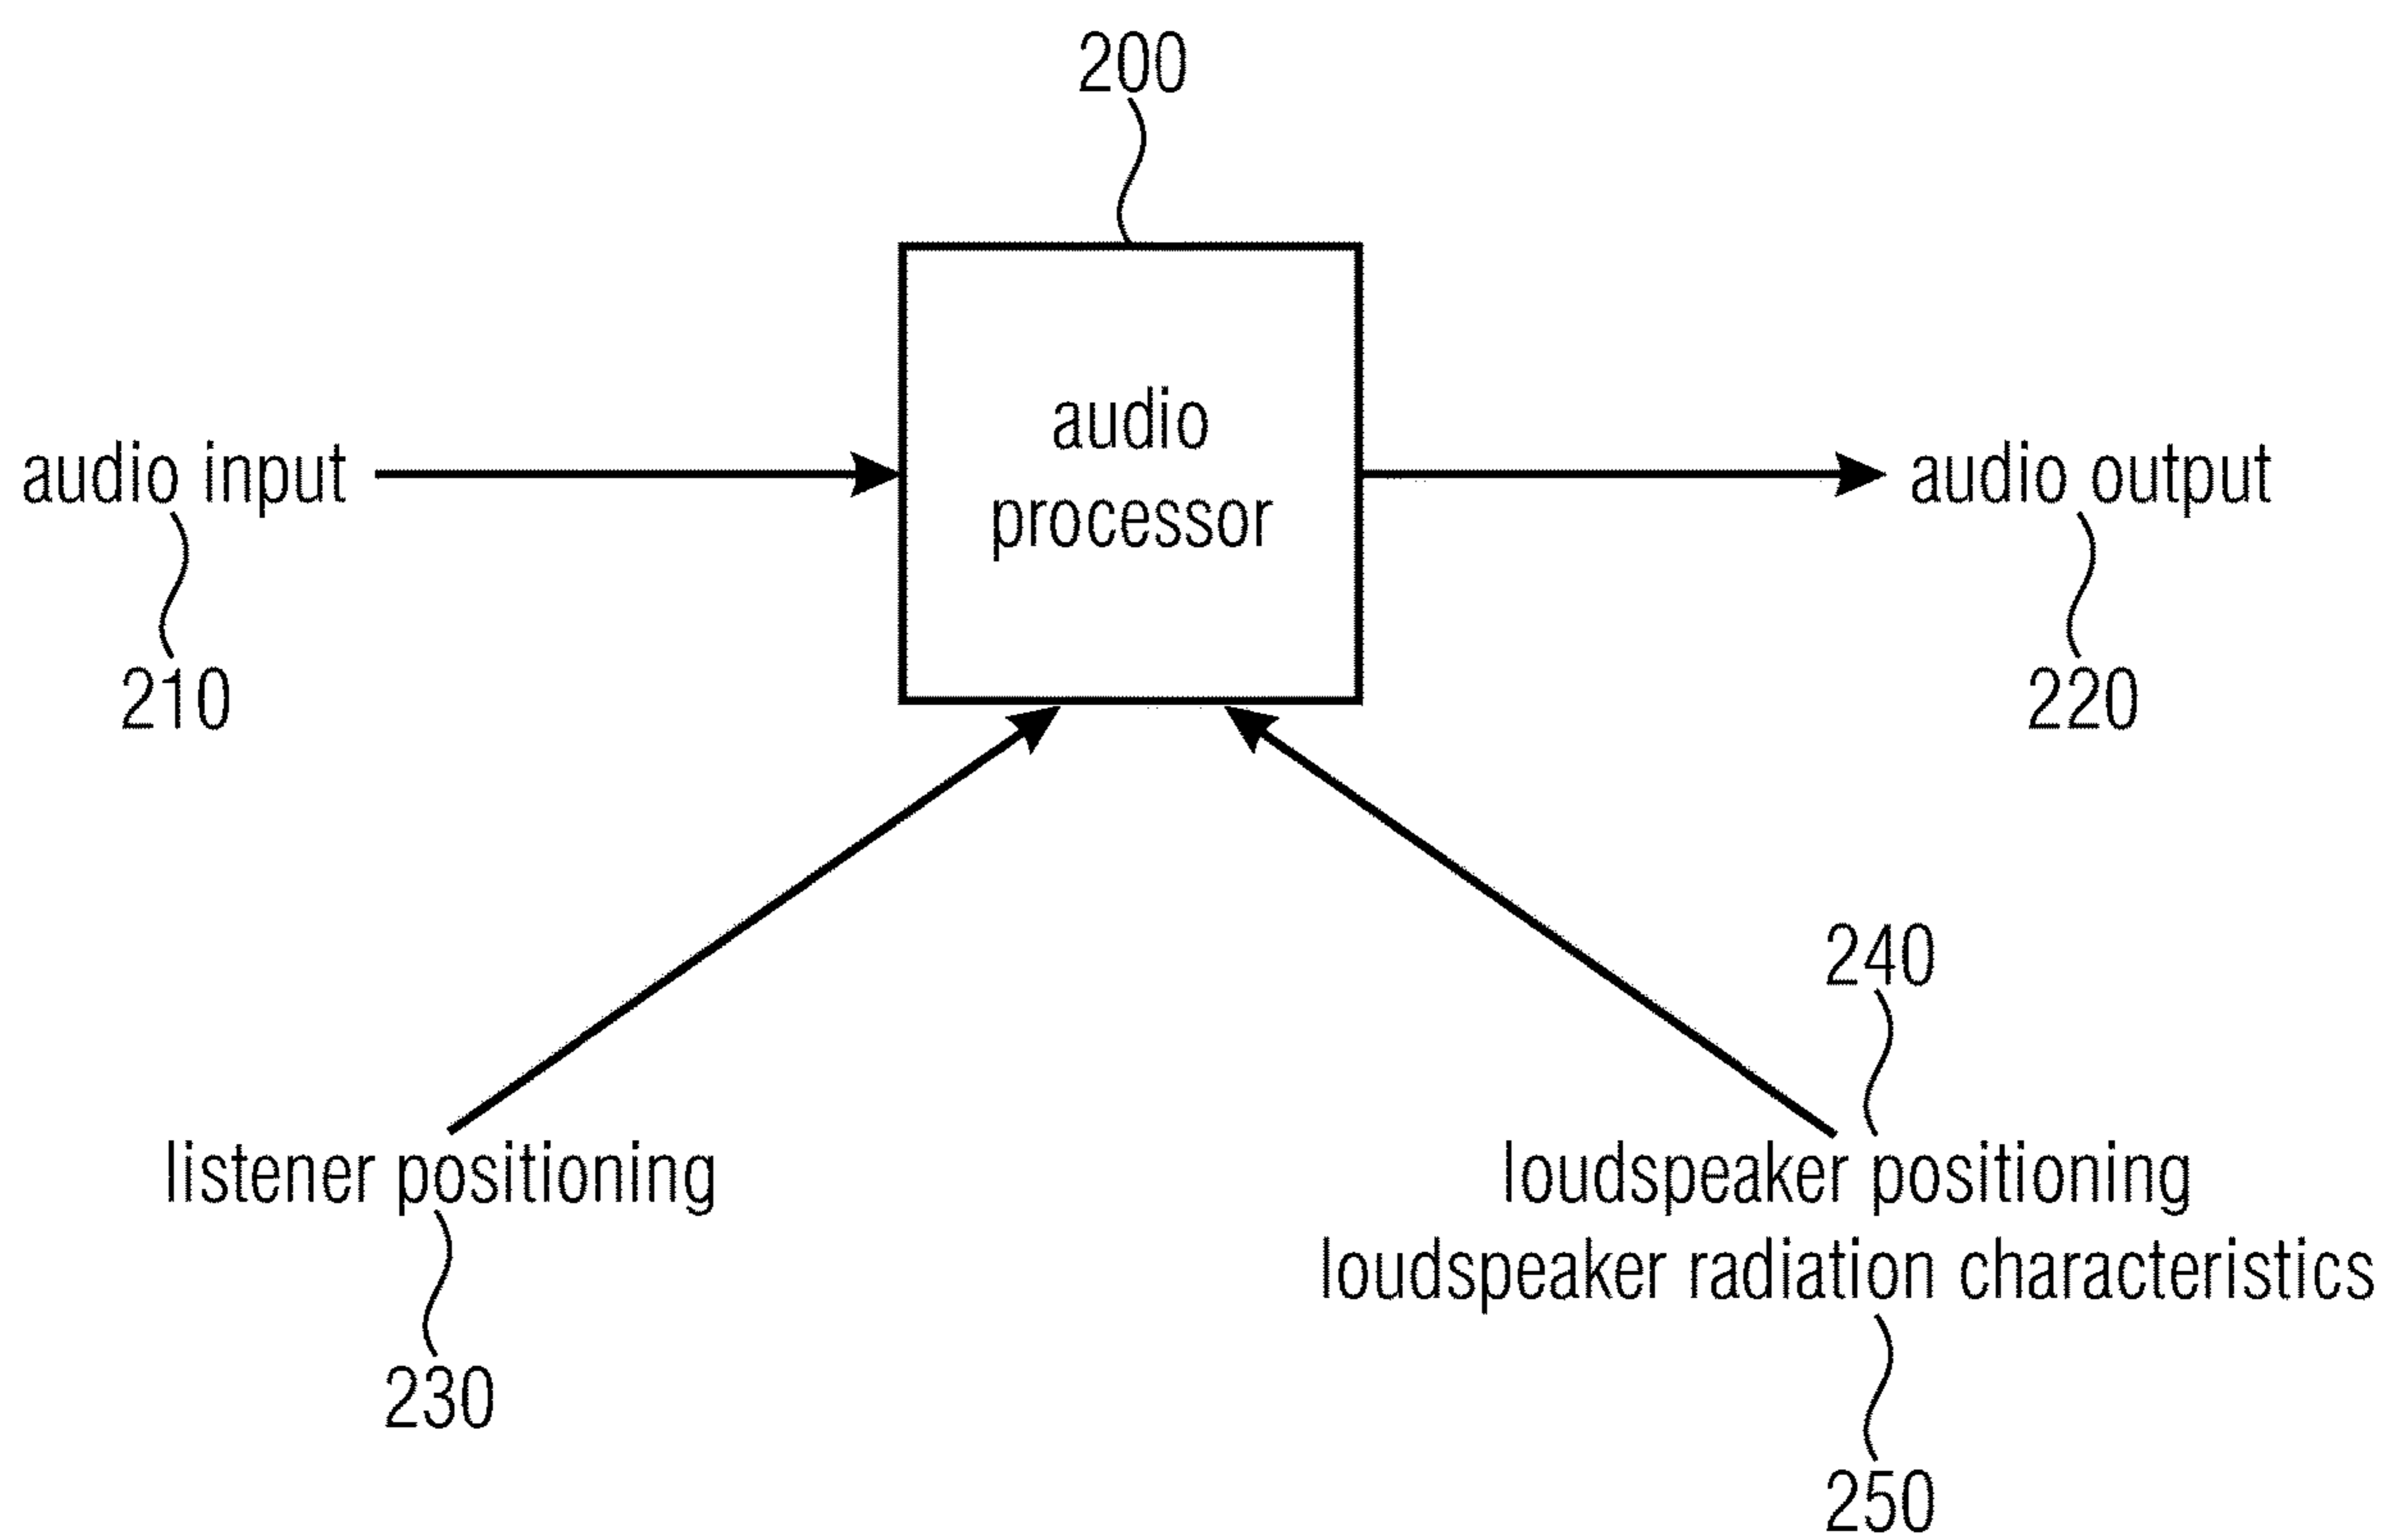 200
audio
processor
audio input
audio output
210
220
240
listener positioning
loudspeaker positioning
loudspeaker radiation characteristics
230
250